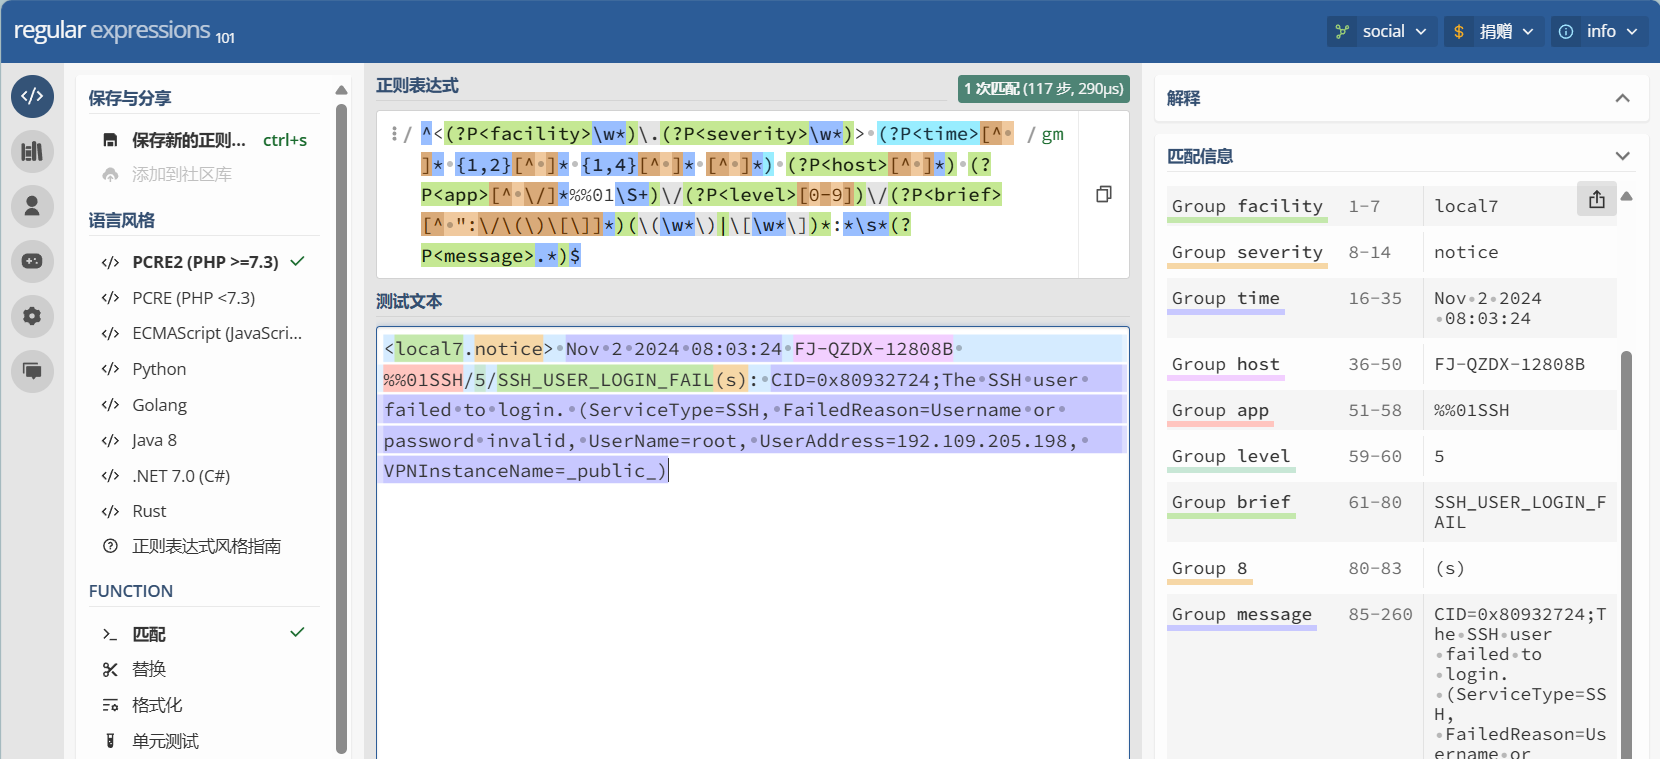 regular expressions 101
social
$ 捐赠
info
保存与分享
保存新的正则... ctrl+s
添加到社区库
语言风格
PCRE2 (PHP >=7.3)
PCRE (PHP <7.3)
ECMAScript (JavaScri...
Python
Golang
Java 8
.NET 7.0 (C#)
Rust
正则表达式风格指南
FUNCTION
匹配
替换
格式化
单元测试
正则表达式
1 次匹配 (117 步, 290μs)
/ ^<(?P<facility>\w*)\.(?P<severity>\w*)> (?P<time>[^ / gm
]* {1,2}[^ ]* {1,4}[^ ]* [^ ]*) (?P<host>[^ ]*) (?
P<app>[^ \/]*%%01\S+)\/(?P<level>[0-9])\/(?P<brief>
[^ ":\/\(\)\[\]]*)(\(\w*\)|\[\w*\])*:*\s*(?
P<message>.*)$
测试文本
<local7.notice> Nov 2 2024 08:03:24 FJ-QZDX-12808B
%%01SSH/5/SSH_USER_LOGIN_FAIL(s): CID=0x80932724;The SSH user
failed to login. (ServiceType=SSH, FailedReason=Username or
password invalid, UserName=root, UserAddress=192.109.205.198,
VPNInstanceName=_public_)
解释
匹配信息
Group facility 1-7 local7
Group severity 8-14 notice
Group time 16-35 Nov 2 2024
08:03:24
Group host 36-50 FJ-QZDX-12808B
Group app 51-58 %%01SSH
Group level 59-60 5
Group brief 61-80 SSH_USER_LOGIN_F
AIL
Group 8 80-83 (s)
Group message 85-260 CID=0x80932724;T
he SSH user
failed to
login.
(ServiceType=SS
H,
FailedReason=Us
ername or